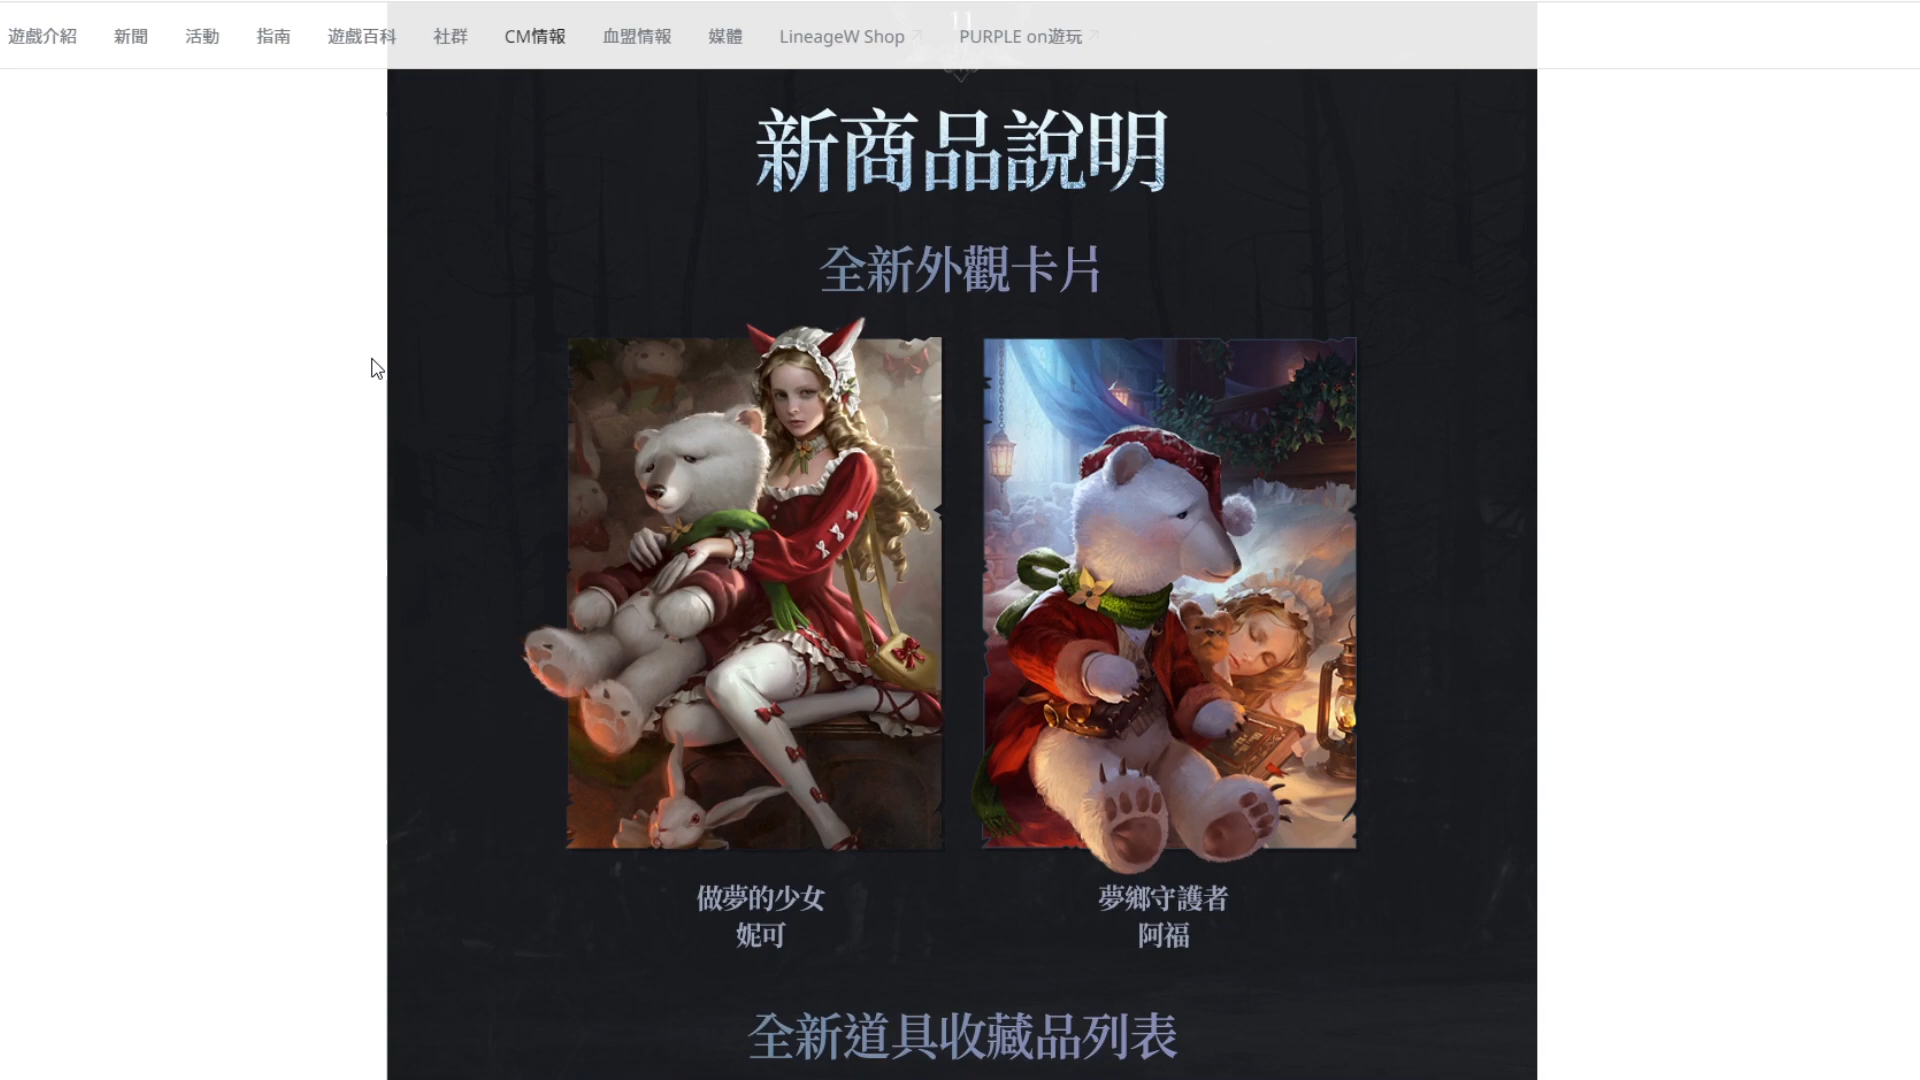 遊戲介紹 新聞 活動 指南 遊戲百科 社群 CM情報 血盟情報 媒體 LineageW Shop PURPLE on遊玩
11
新商品說明
全新外觀卡片
做夢的少女
妮可
夢鄉守護者
阿福
全新道具收藏品列表